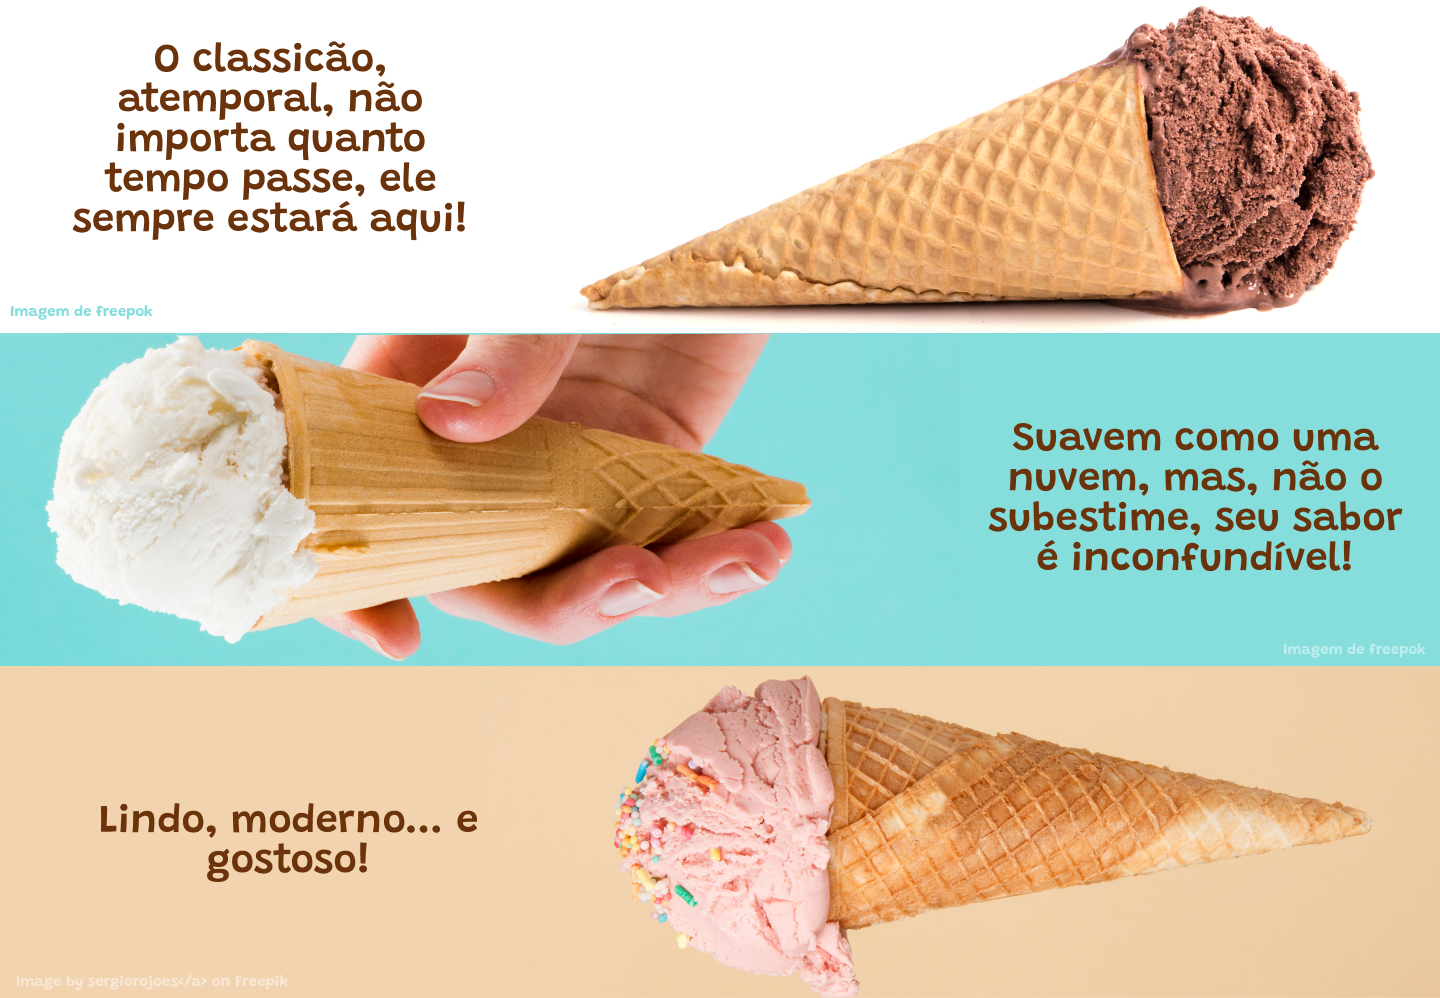 O classicão,
atemporal, não
importa quanto
tempo passe, ele
sempre estará aqui!
Imagem de freepok
Suavem como uma
nuvem, mas, não o
subestime, seu sabor
é inconfundível!
Imagem de freepok
Lindo, moderno... e
gostoso!
Image by sergiorojoes</a> on Freepik